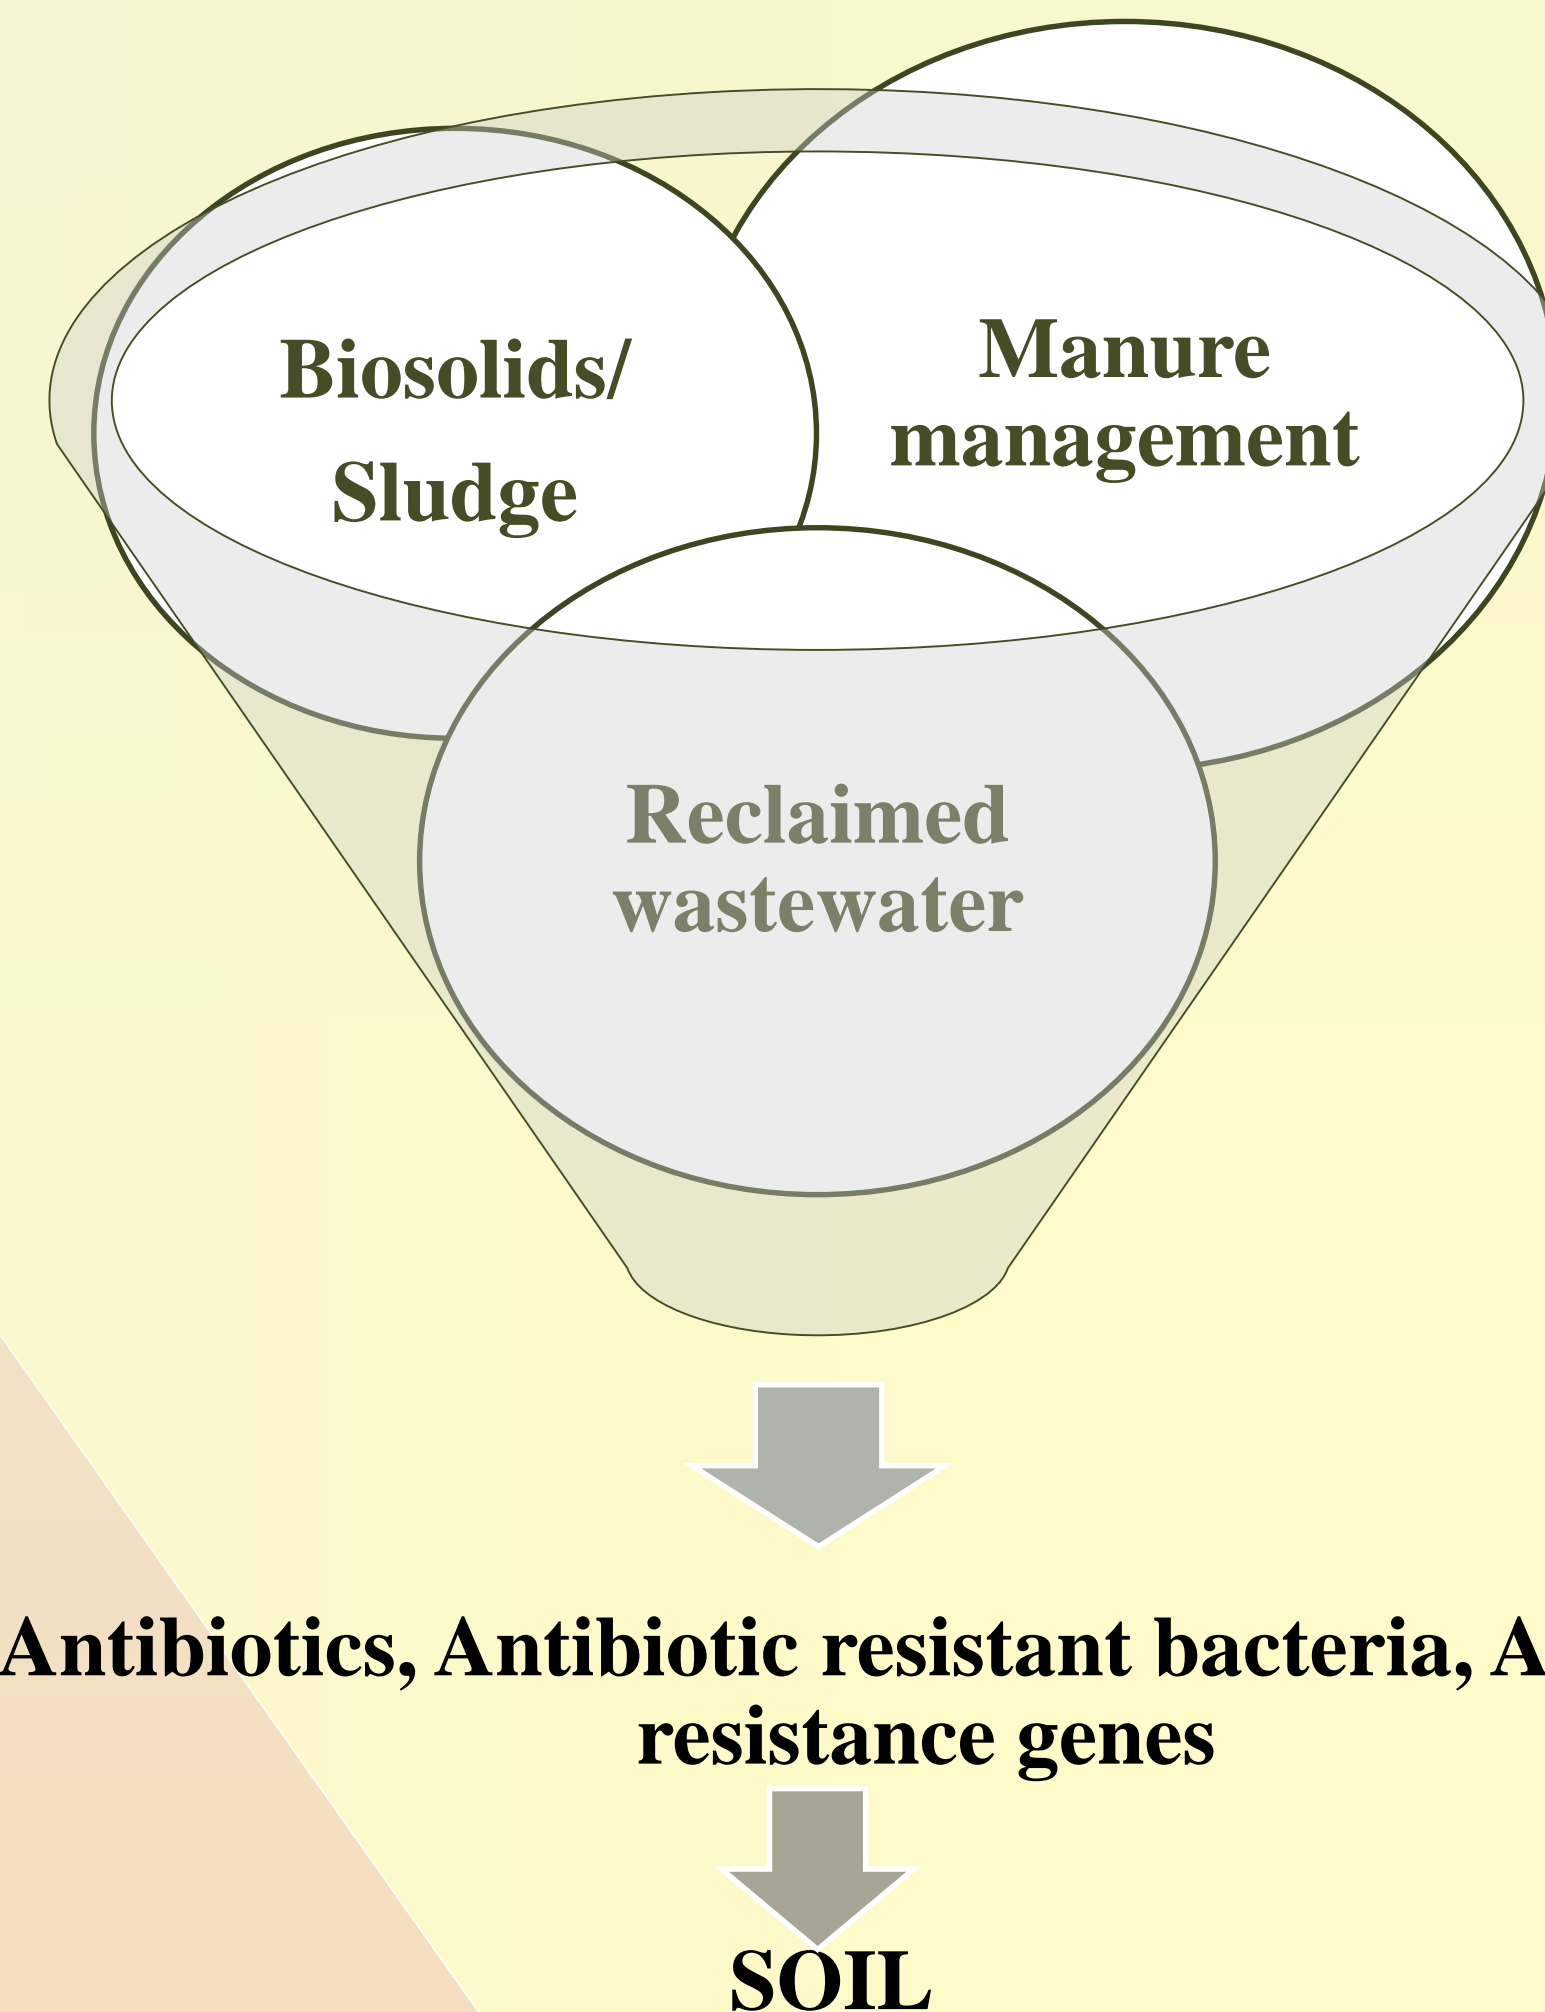 Biosolids/
Sludge
Manure
management
Reclaimed
wastewater
Antibiotics, Antibiotic resistant bacteria, A
resistance genes
SOIL